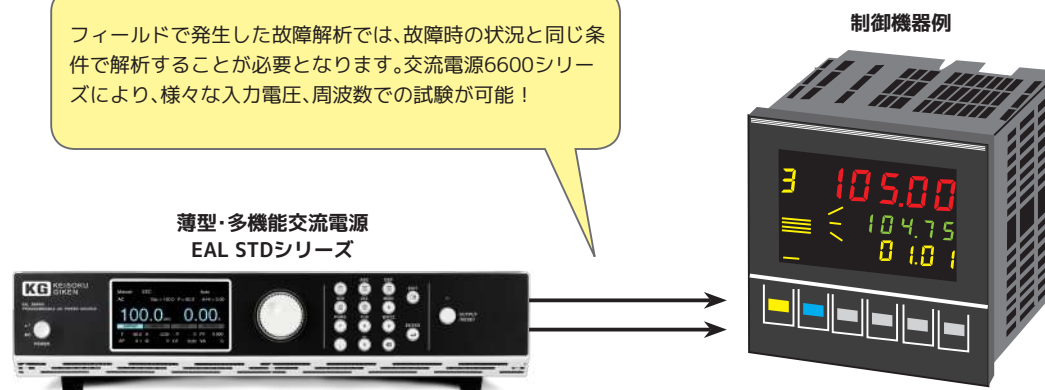 フィールドで発生した故障解析では、故障時の状況と同じ条
件で解析することが必要となります。交流電源6600シリー
ズにより、様々な入力電圧、周波数での試験が可能！
制御機器例
薄型・多機能交流電源
EAL STDシリーズ
KG KEISOKU
GIKEN
100.0
0.00
POWER
OUTPUT
3
105.00
104.75
01.01